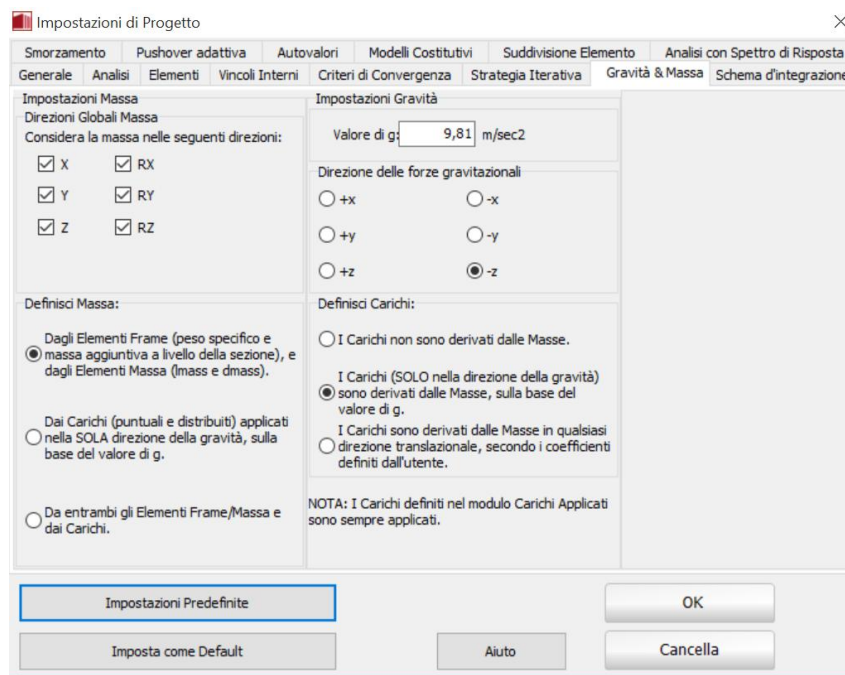 Impostazioni di Progetto
Smorzamento Pushover adattiva Autovalori Modelli Costitutivi Suddivisione Elemento Analisi con Spettro di Risposta
Generale Analisi Elementi Vincoli Interni Criteri di Convergenza Strategia Iterativa Gravità & Massa Schema d'integrazione
Impostazioni Massa
Direzioni Globali Massa
Considera la massa nelle seguenti direzioni:
X RX
Y RY
Z RZ
Definisci Massa:
Dagli Elementi Frame (peso specifico e
massa aggiuntiva a livello della sezione), e
dagli Elementi Massa (lmass e dmass).
Dai Carichi (puntuali e distribuiti) applicati
nella SOLA direzione della gravità, sulla
base del valore di g.
Da entrambi gli Elementi Frame/Massa e
dai Carichi.
Impostazioni Gravità
Valore di g: 9,81 m/sec2
Direzione delle forze gravitazionali
+x -x
+y -y
+z -z
Definisci Carichi:
I Carichi non sono derivati dalle Masse.
I Carichi (SOLO nella direzione della gravità)
sono derivati dalle Masse, sulla base del
valore di g.
I Carichi sono derivati dalle Masse in qualsiasi
direzione translazionale, secondo i coefficienti
definiti dall'utente.
NOTA: I Carichi definiti nel modulo Carichi Applicati
sono sempre applicati.
Impostazioni Predefinite OK
Imposta come Default Aiuto Cancella